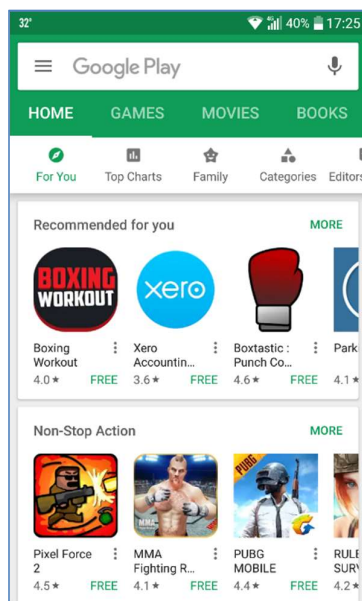 32° 40% 17:25
Google Play
HOME GAMES MOVIES BOOKS
For You Top Charts Family Categories Editors
Recommended for you MORE
BOXING
WORKOUT
xero
Boxing Xero Boxtastic : Park
Workout Accountin... Punch Co...
4.0★ FREE 3.6★ FREE 4.6★ FREE 4.1★
Non-Stop Action MORE
MMA
PUBG
Pixel Force MMA PUBG RULE
2 Fighting R... MOBILE SURV
4.5★ FREE 4.1★ FREE 4.4★ FREE 4.2★